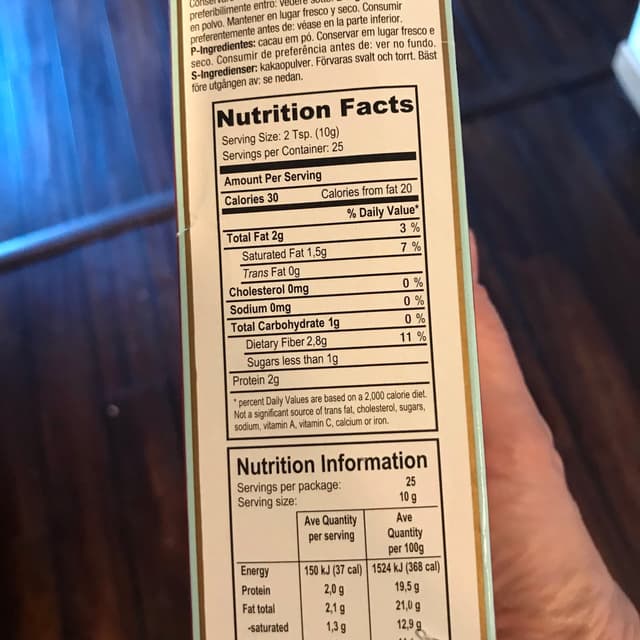 preferibilmente entro:
en polvo. Mantener en lugar fresco y seco. Consumir
preferentemente antes de: véase en la parte inferior.
P-Ingredientes: cacau em pó. Conservar em lugar fresco e
seco. Consumir de preferência antes de: ver no fundo.
S-Ingredienser: kakaopulver. Förvaras svalt och torrt. Bäst
före utgången av: se nedan.
Nutrition Facts
Serving Size: 2 Tsp. (10g)
Servings per Container: 25
Amount Per Serving
Calories 30 Calories from fat 20
% Daily Value*
Total Fat 2g 3 %
Saturated Fat 1,5g 7 %
Trans Fat 0g
Cholesterol 0mg 0 %
Sodium 0mg 0 %
Total Carbohydrate 1g 0 %
Dietary Fiber 2,8g 11 %
Sugars less than 1g
Protein 2g
* percent Daily Values are based on a 2,000 calorie diet.
Not a significant source of trans fat, cholesterol, sugars,
sodium, vitamin A, vitamin C, calcium or iron.
Nutrition Information
Servings per package: 25
Serving size: 10 g
Ave Quantity Ave
per serving Quantity
per 100g
Energy 150 kJ (37 cal) 1524 kJ (368 cal)
Protein 2,0 g 19,5 g
Fat total 2,1 g 21,0 g
-saturated 1,3 g 12,9 g